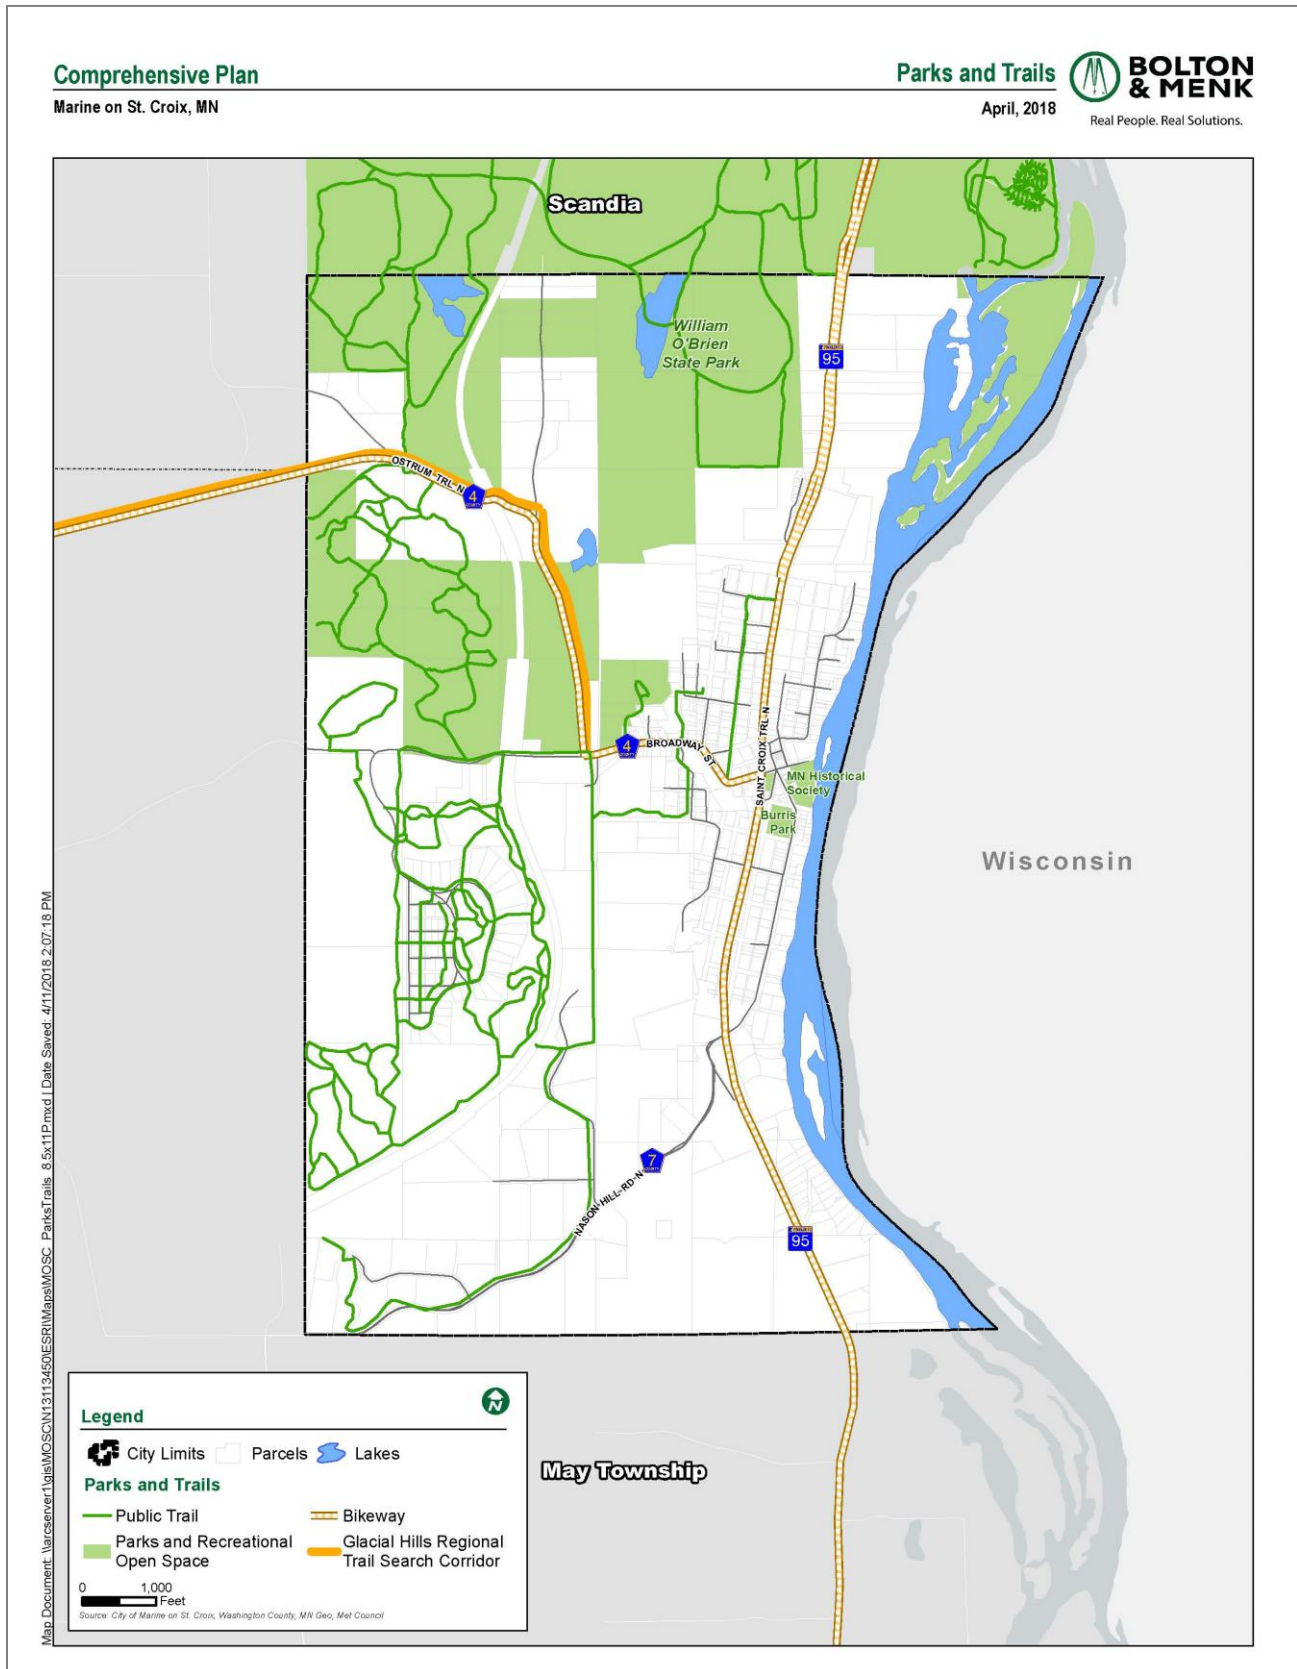 Comprehensive Plan
Marine on St. Croix, MN
Parks and Trails
April, 2018
BOLTON
& MENK
Real People. Real Solutions.
Scandia
William
O'Brien
State Park
95
OSTRUM TRL N
4
COUNTY
4
COUNTY
BROADWAY ST
SAINT CROIX TRL N
MN Historical
Society
Burris
Park
Wisconsin
7
COUNTY
NASON HILL RD N
95
May Township
Legend
N
City Limits
Parcels
Lakes
Parks and Trails
Public Trail
Bikeway
Parks and Recreational
Open Space
Glacial Hills Regional
Trail Search Corridor
0 1,000
Feet
Source: City of Marine on St. Croix, Washington County, MN Geo, Met Council
Map Document: \\arcserver1\gis\MOSC\N13113450\ESRI\Maps\MOSC_ParksTrails_8.5x11P.mxd | Date Saved: 4/11/2018 2:07:18 PM